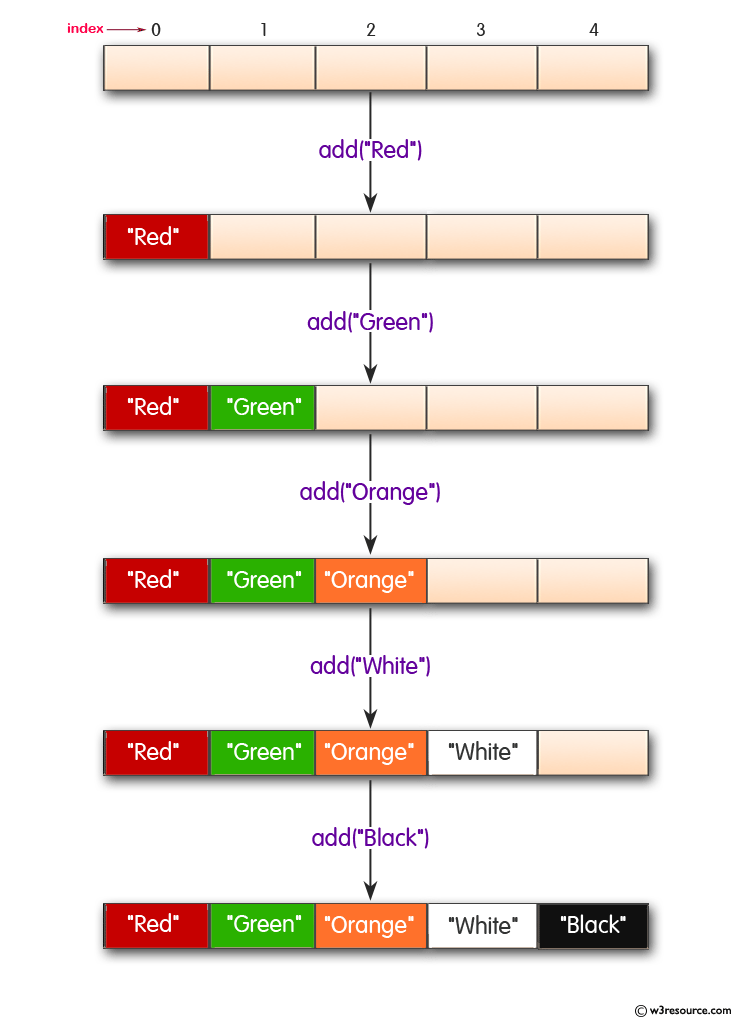 index 0 1 2 3 4
add("Red")
"Red"
add("Green")
"Red" "Green"
add("Orange")
"Red" "Green" "Orange"
add("White")
"Red" "Green" "Orange" "White"
add("Black")
"Red" "Green" "Orange" "White" "Black"
© w3resource.com